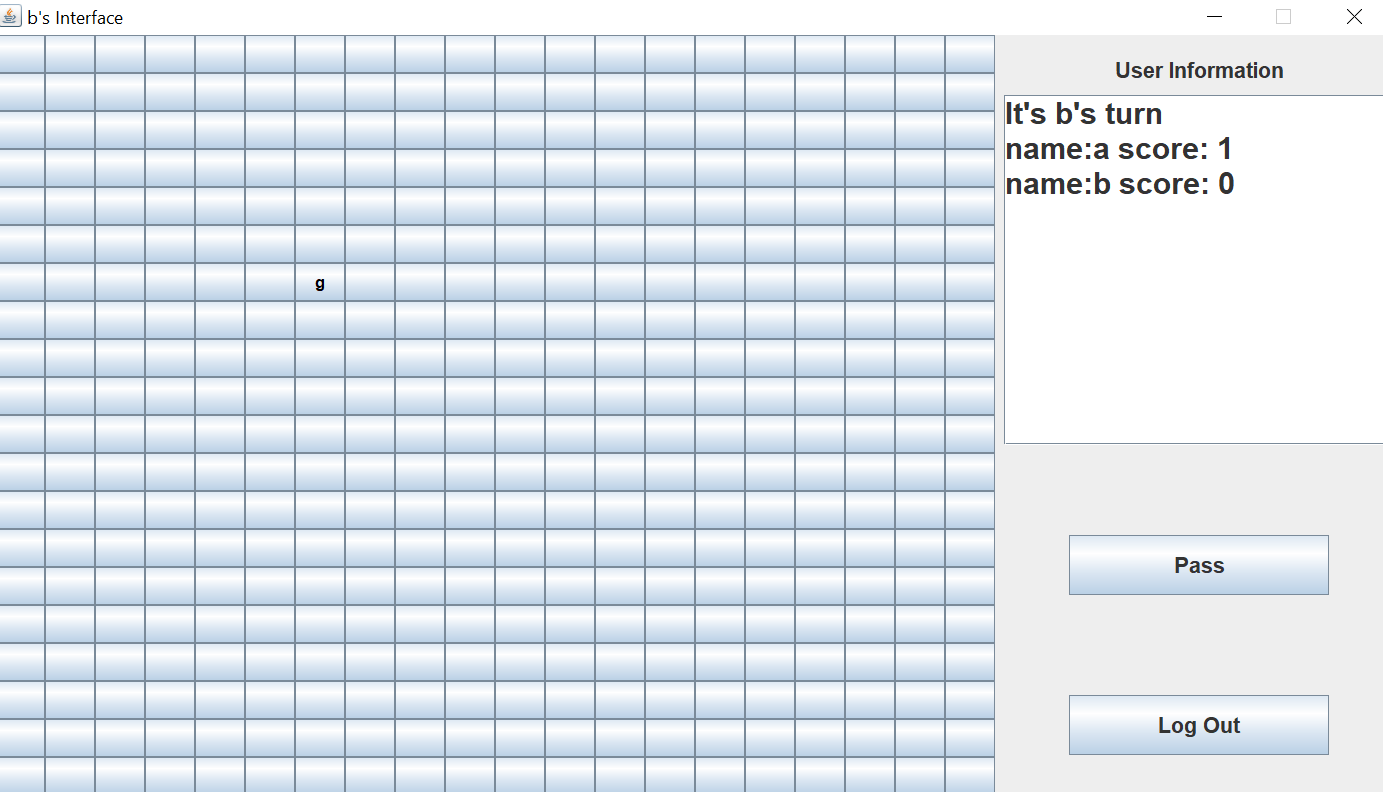 b's Interface
User Information
It's b's turn
name:a score: 1
name:b score: 0
g
Pass
Log Out